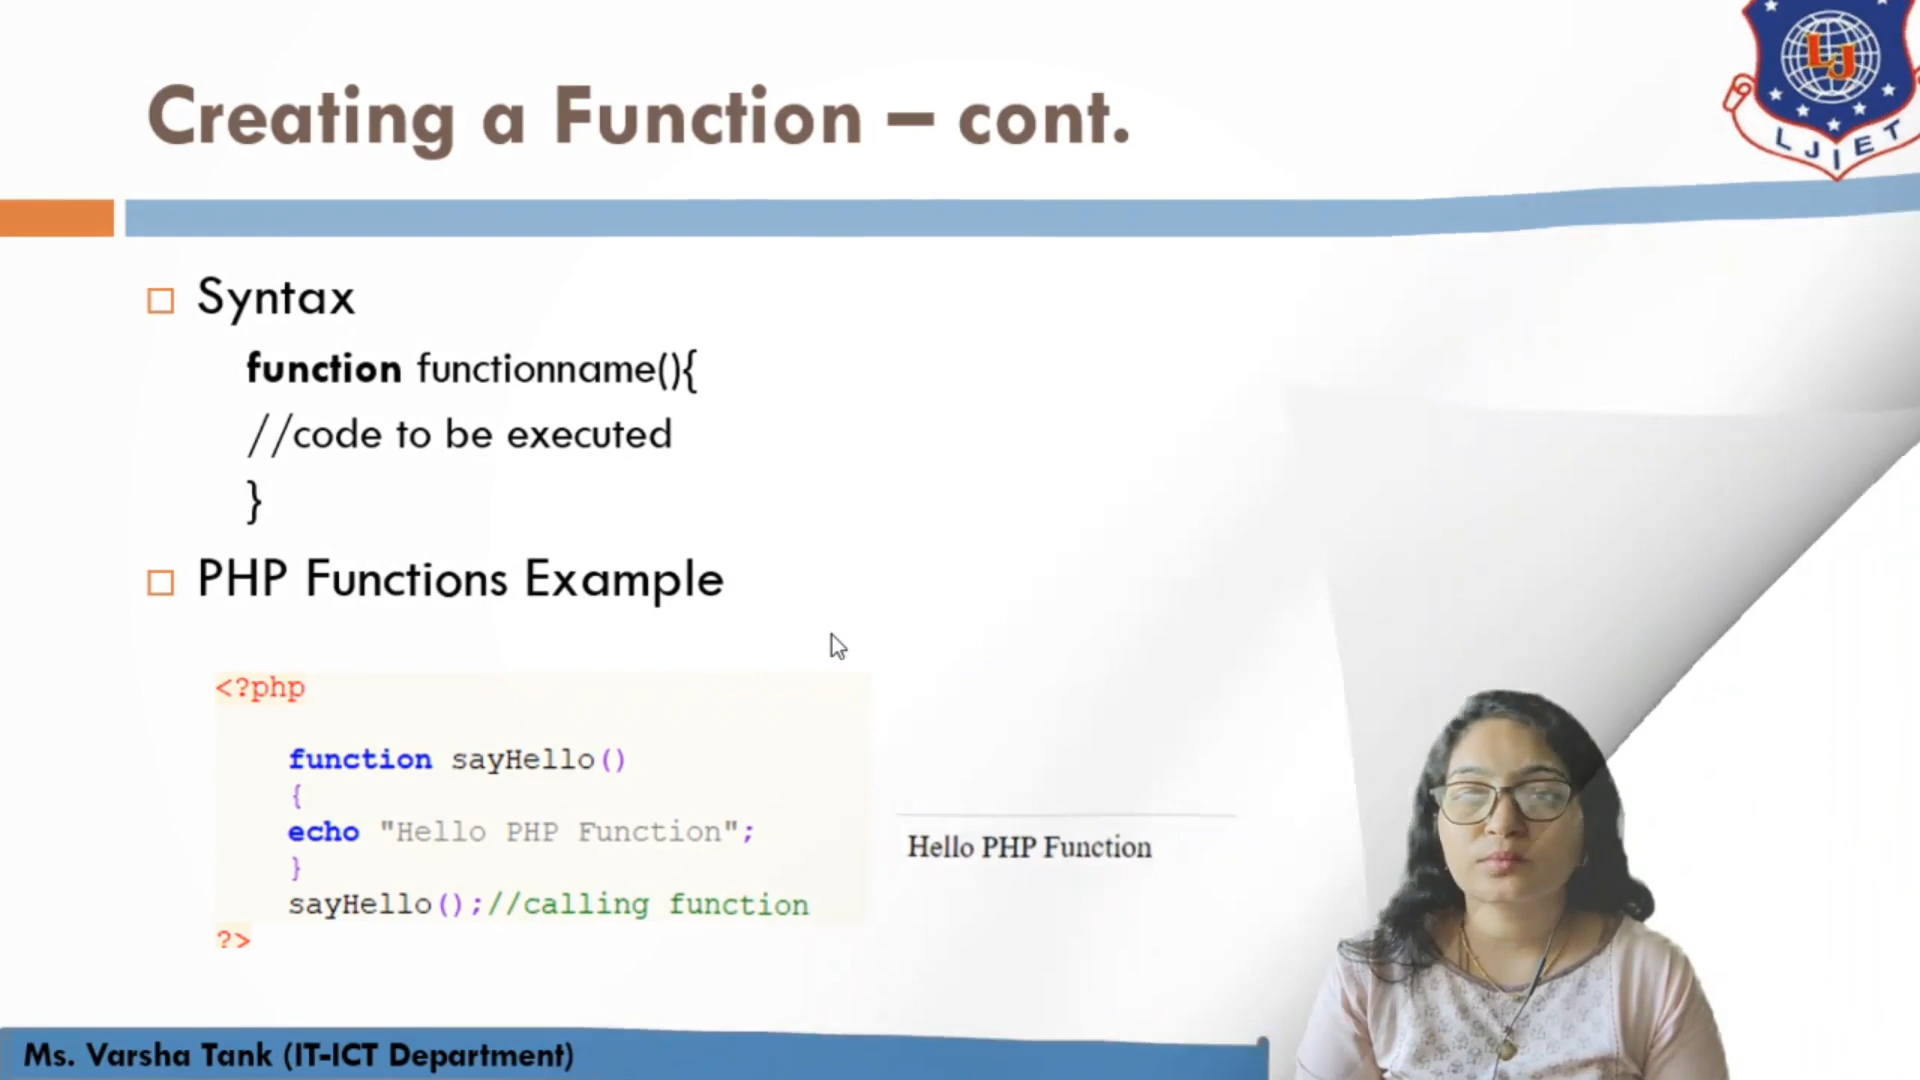 Creating a Function – cont.
LJ
LJIET
Syntax
function functionname(){
//code to be executed
}
PHP Functions Example
<?php
function sayHello()
{
echo "Hello PHP Function";
}
sayHello();//calling function
?>
Hello PHP Function
Ms. Varsha Tank (IT-ICT Department)